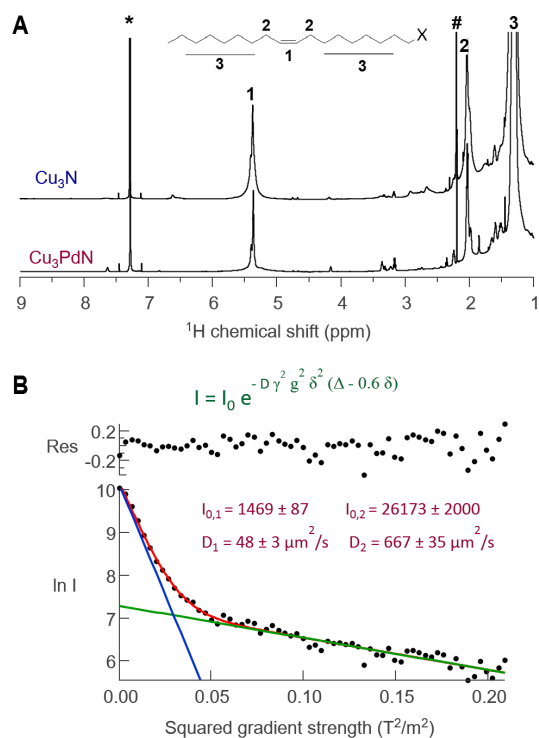 A
* 2 2 # 3
X
3 1 3
2
1
Cu₃N
Cu₃PdN
9 8 7 6 5 4 3 2 1
¹H chemical shift (ppm)
B
I = I₀ e^(- D γ² g² δ² (Δ - 0.6 δ))
0.2
Res
-0.2
10
I₀,₁ = 1469 ± 87 I₀,₂ = 26173 ± 2000
9
D₁ = 48 ± 3 µm²/s D₂ = 667 ± 35 µm²/s
8
ln I
7
6
0.00 0.05 0.10 0.15 0.20
Squared gradient strength (T²/m²)